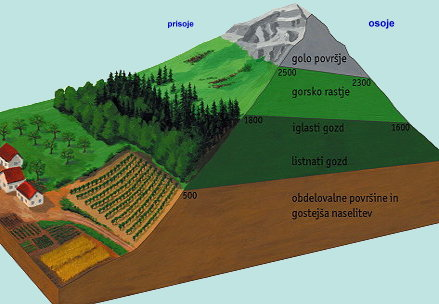 prisoje
osoje
golo površje
2500
2300
gorsko rastje
1800
iglasti gozd
1600
listnati gozd
500
obdelovalne površine in
gostejša naselitev